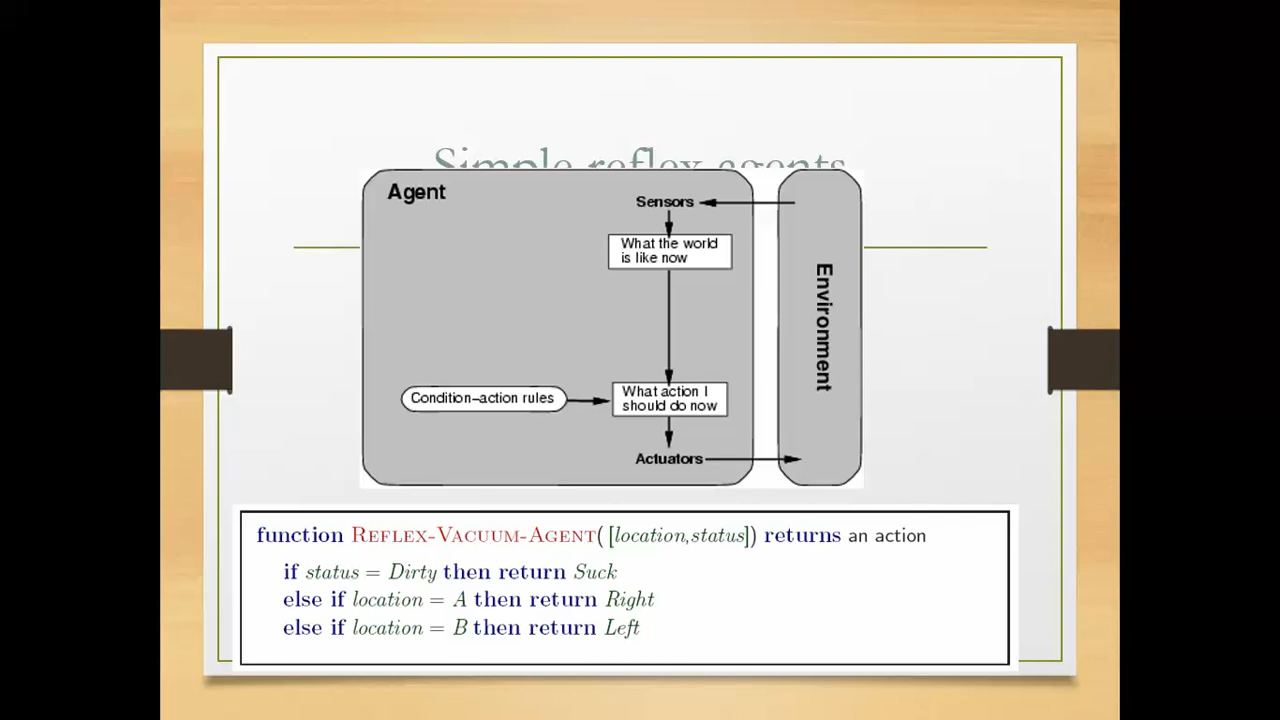 Simple reflex agents
Agent
Sensors
What the world
is like now
Environment
Condition–action rules
What action I
should do now
Actuators
function REFLEX-VACUUM-AGENT( [location,status]) returns an action
if status = Dirty then return Suck
else if location = A then return Right
else if location = B then return Left